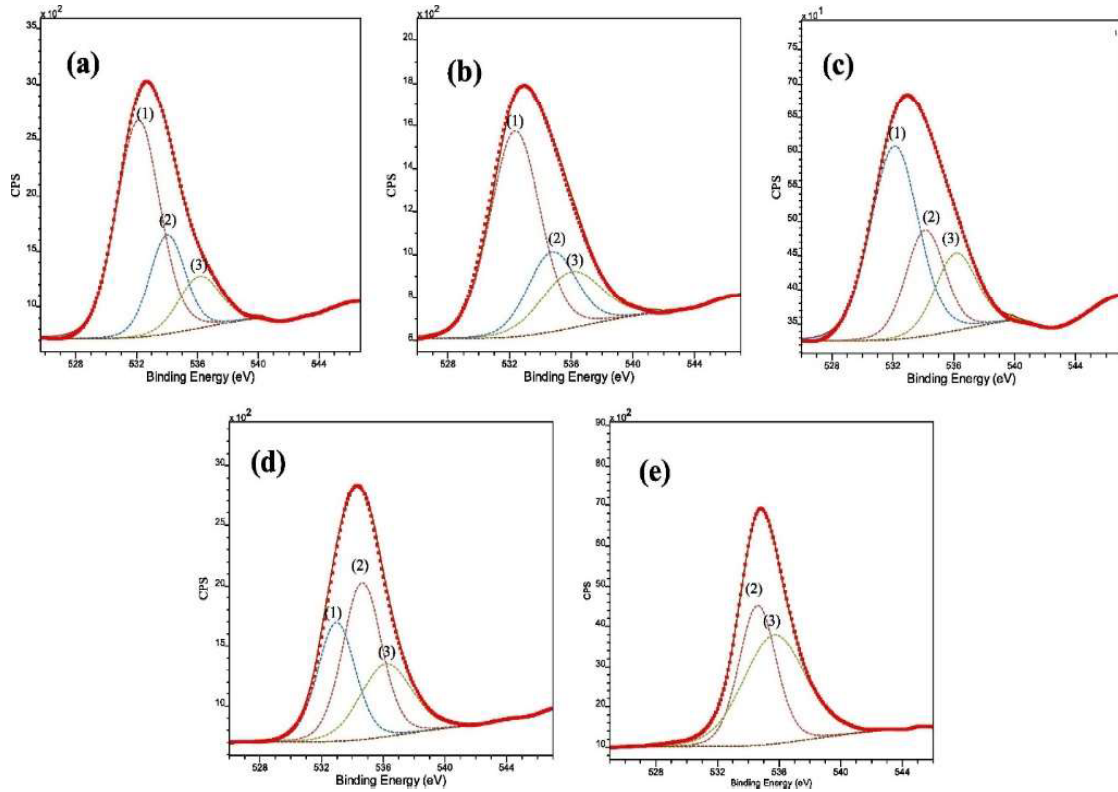 x10²
(a)
CPS
35
30
25
20
15
10
(1)
(2)
(3)
528 532 536 540 544
Binding Energy (eV)
x10²
(b)
CPS
20
18
16
14
12
10
8
6
(1)
(2)
(3)
528 532 536 540 544
Binding Energy (eV)
x10¹
(c)
CPS
75
70
65
60
55
50
45
40
35
(1)
(2)
(3)
528 532 536 540 544
Binding Energy (eV)
x10²
(d)
CPS
30
25
20
15
10
(1)
(2)
(3)
528 532 536 540 544
Binding Energy (eV)
x10²
(e)
CPS
90
80
70
60
50
40
30
20
10
(2)
(3)
528 532 536 540 544
Binding Energy (eV)